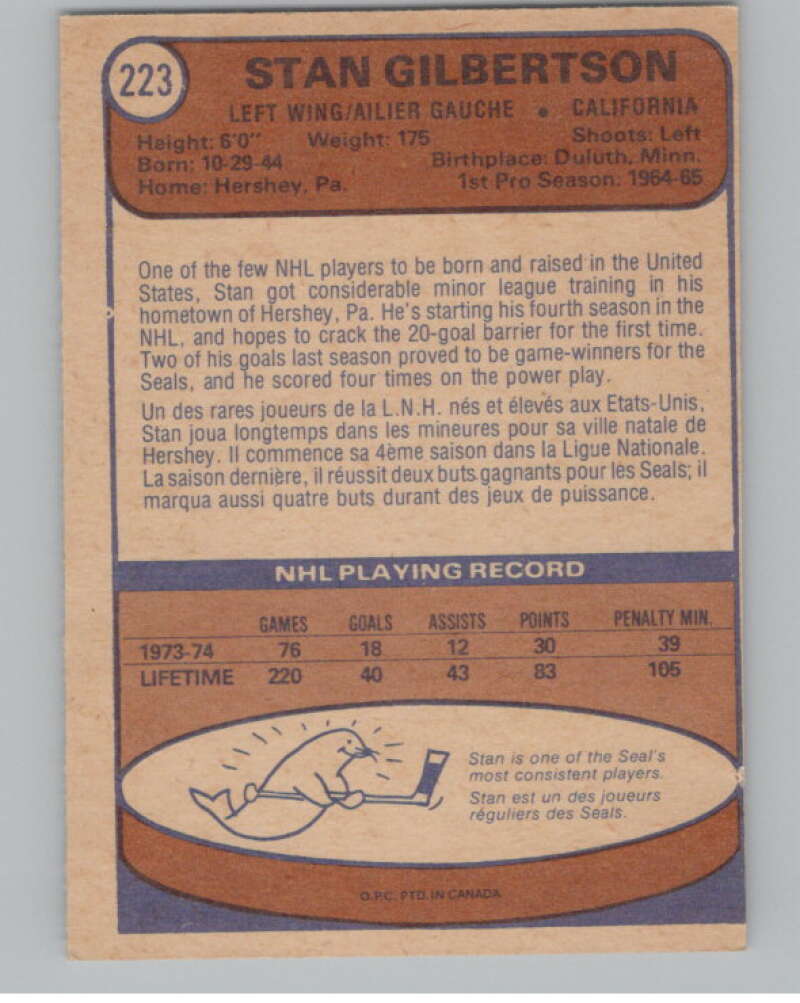 223
STAN GILBERTSON
LEFT WING/AILIER GAUCHE • CALIFORNIA
Height: 6'0" Weight: 175 Shoots: Left
Born: 10-29-44 Birthplace: Duluth, Minn.
Home: Hershey, Pa. 1st Pro Season: 1964-65
One of the few NHL players to be born and raised in the United
States, Stan got considerable minor league training in his
hometown of Hershey, Pa. He's starting his fourth season in the
NHL, and hopes to crack the 20-goal barrier for the first time.
Two of his goals last season proved to be game-winners for the
Seals, and he scored four times on the power play.
Un des rares joueurs de la L.N.H. nés et élevés aux Etats-Unis,
Stan joua longtemps dans les mineures pour sa ville natale de
Hershey. Il commence sa 4ème saison dans la Ligue Nationale.
La saison dernière, il réussit deux buts gagnants pour les Seals; il
marqua aussi quatre buts durant des jeux de puissance.
NHL PLAYING RECORD
GAMES GOALS ASSISTS POINTS PENALTY MIN.
1973-74 76 18 12 30 39
LIFETIME 220 40 43 83 105
Stan is one of the Seal's
most consistent players.
Stan est un des joueurs
réguliers des Seals.
O.P.C. PTD. IN CANADA